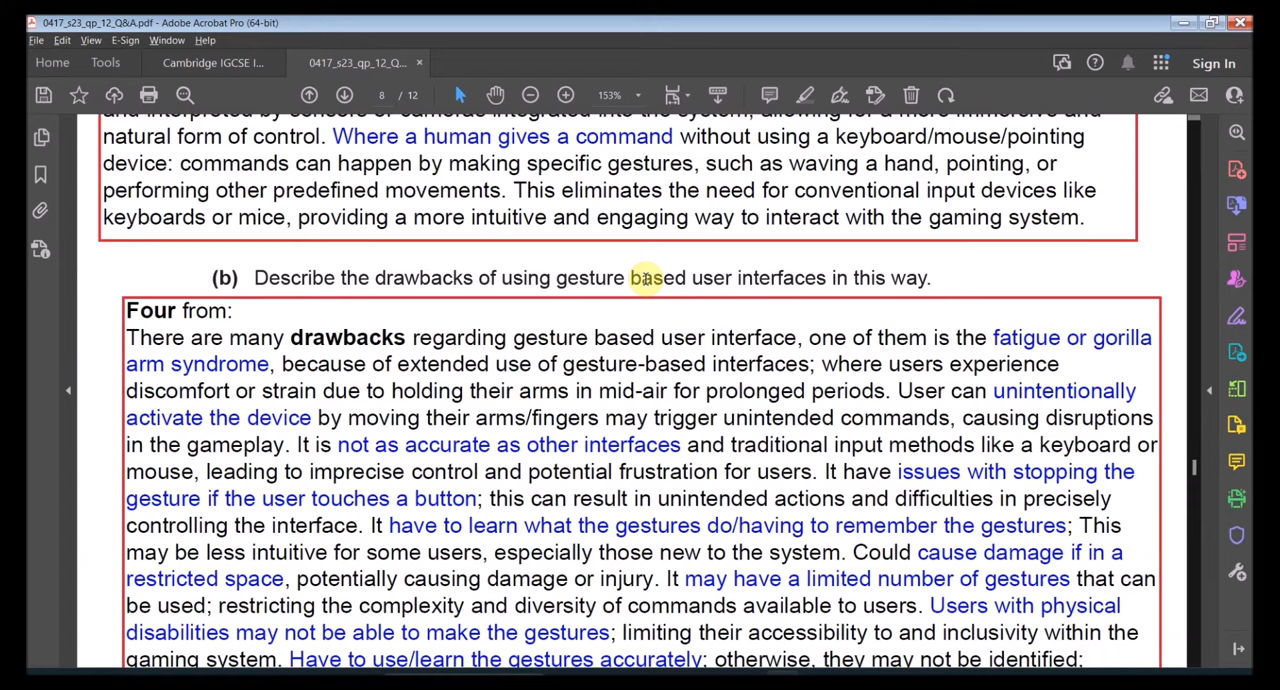 0417_s23_qp_12_Q&A.pdf - Adobe Acrobat Pro (64-bit)
File Edit View E-Sign Window Help
Home Tools Cambridge IGCSE I... 0417_s23_qp_12_Q... ×
8 / 12 153% Sign In
natural form of control. Where a human gives a command without using a keyboard/mouse/pointing
device: commands can happen by making specific gestures, such as waving a hand, pointing, or
performing other predefined movements. This eliminates the need for conventional input devices like
keyboards or mice, providing a more intuitive and engaging way to interact with the gaming system.
(b) Describe the drawbacks of using gesture based user interfaces in this way.
Four from:
There are many drawbacks regarding gesture based user interface, one of them is the fatigue or gorilla
arm syndrome, because of extended use of gesture-based interfaces; where users experience
discomfort or strain due to holding their arms in mid-air for prolonged periods. User can unintentionally
activate the device by moving their arms/fingers may trigger unintended commands, causing disruptions
in the gameplay. It is not as accurate as other interfaces and traditional input methods like a keyboard or
mouse, leading to imprecise control and potential frustration for users. It have issues with stopping the
gesture if the user touches a button; this can result in unintended actions and difficulties in precisely
controlling the interface. It have to learn what the gestures do/having to remember the gestures; This
may be less intuitive for some users, especially those new to the system. Could cause damage if in a
restricted space, potentially causing damage or injury. It may have a limited number of gestures that can
be used; restricting the complexity and diversity of commands available to users. Users with physical
disabilities may not be able to make the gestures; limiting their accessibility to and inclusivity within the
gaming system. Have to use/learn the gestures accurately; otherwise, they may not be identified;